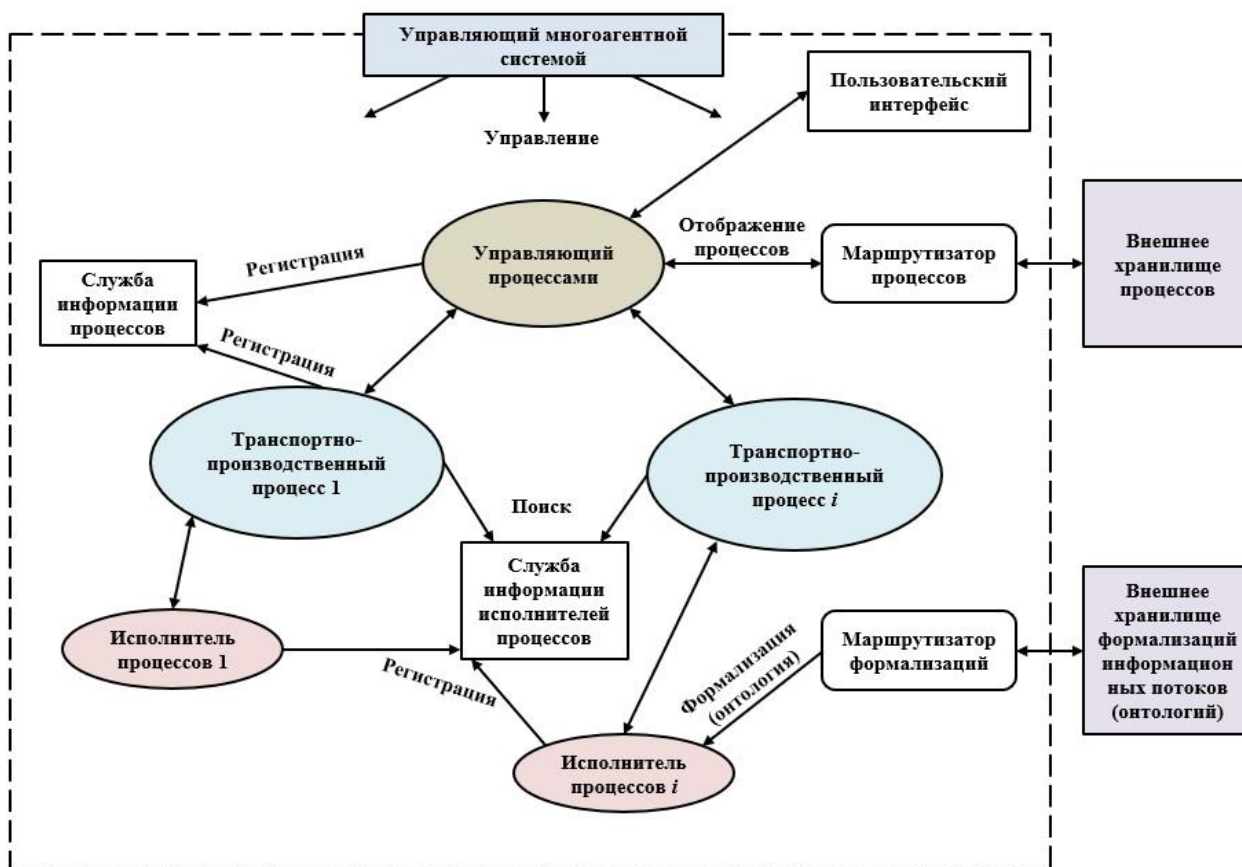 Управляющий многоагентной
системой
Пользовательский
интерфейс
Управление
Отображение
процессов
Управляющий
процессами
Маршрутизатор
процессов
Внешнее
хранилище
процессов
Регистрация
Служба
информации
процессов
Регистрация
Транспортно-
производственный
процесс 1
Транспортно-
производственный
процесс i
Поиск
Служба
информации
исполнителей
процессов
Исполнитель
процессов 1
Регистрация
Формализация
(онтология)
Маршрутизатор
формализаций
Внешнее
хранилище
формализаций
информацион
ных потоков
(онтологий)
Исполнитель
процессов i